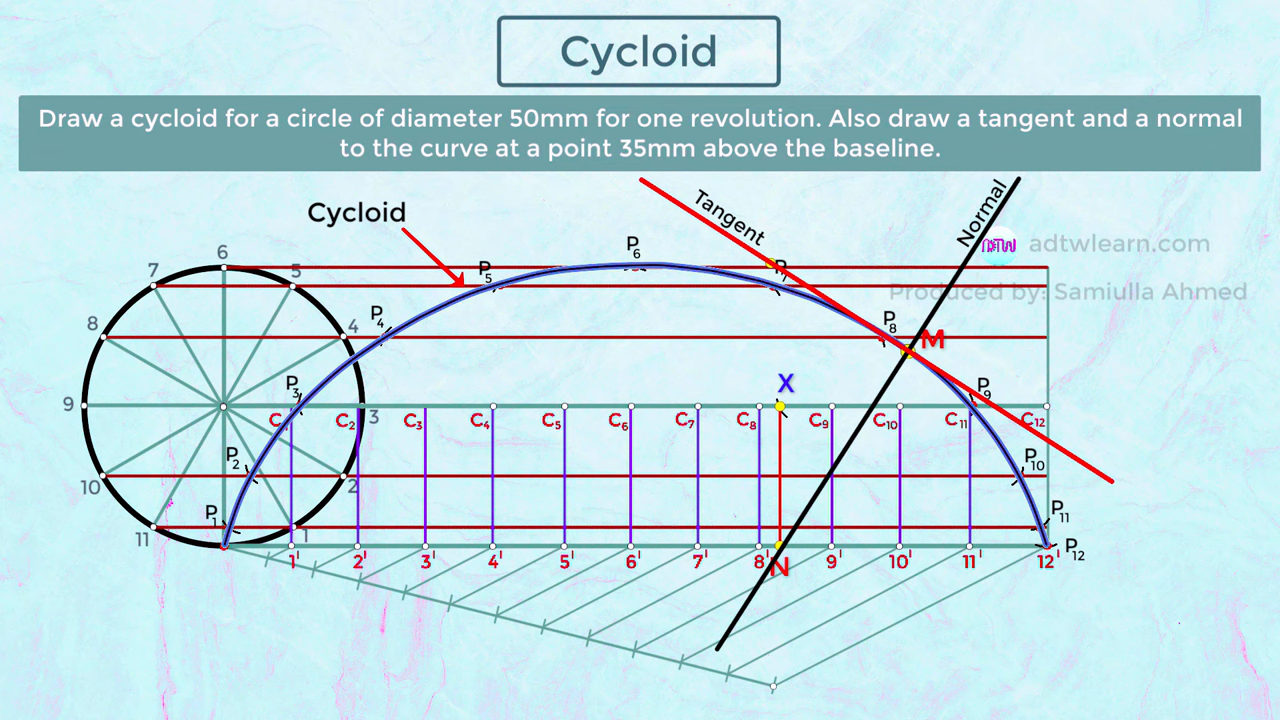 Cycloid
Draw a cycloid for a circle of diameter 50mm for one revolution. Also draw a tangent and a normal
to the curve at a point 35mm above the baseline.
Tangent
Normal
Cycloid
adtwlearn.com
Produced by: Samiulla Ahmed
6
7
5
8
4
9
3
10
2
11
1
P1
P2
P3
P4
P5
P6
P8
P9
P10
P11
P12
M
X
C
C2
C3
C4
C5
C6
C7
C8
C9
C10
C11
C12
1' 2' 3' 4' 5' 6' 7' 8' 9' 10' 11' 12'
N